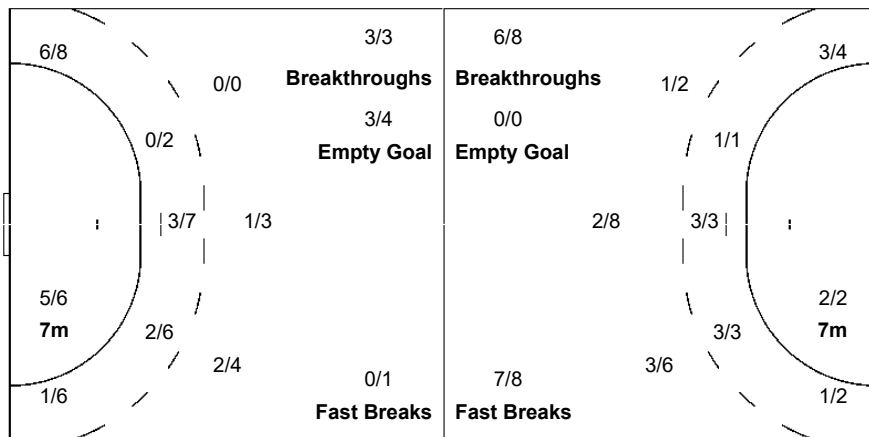 3/3 6/8
6/8 3/4
0/0 Breakthroughs Breakthroughs 1/2
3/4 0/0
0/2 Empty Goal Empty Goal 1/1
3/7 1/3 2/8 3/3
5/6 2/2
7m 2/6 3/3 7m
2/4 3/6
0/1 7/8
1/6 1/2
Fast Breaks Fast Breaks